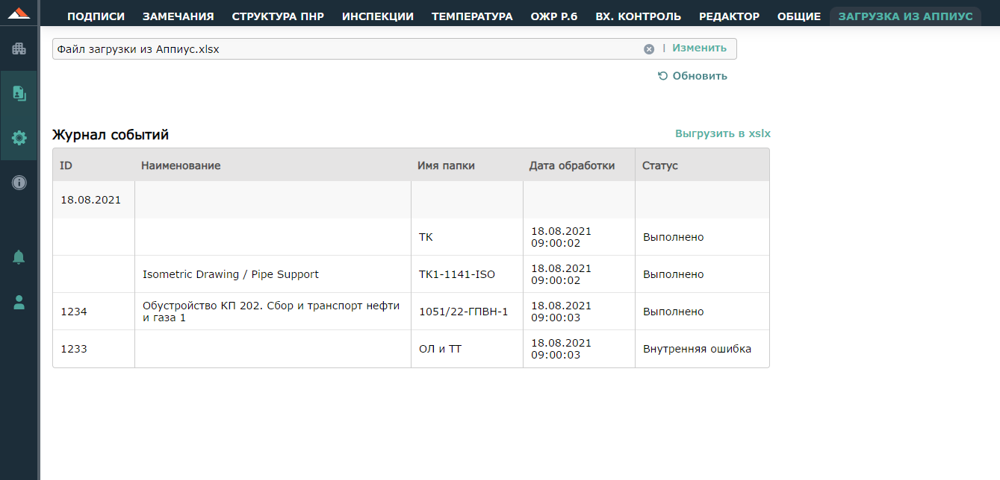 ПОДПИСИ ЗАМЕЧАНИЯ СТРУКТУРА ПНР ИНСПЕКЦИИ ТЕМПЕРАТУРА ОЖР Р.6 ВХ. КОНТРОЛЬ РЕДАКТОР ОБЩИЕ ЗАГРУЗКА ИЗ АППИУС
Файл загрузки из Аппиус.xlsx | Изменить
Обновить
Журнал событий Выгрузить в xslx
ID Наименование Имя папки Дата обработки Статус
18.08.2021
ТК 18.08.2021 09:00:02 Выполнено
Isometric Drawing / Pipe Support ТК1-1141-ISO 18.08.2021 09:00:02 Выполнено
1234 Обустройство КП 202. Сбор и транспорт нефти и газа 1 1051/22-ГПВН-1 18.08.2021 09:00:03 Выполнено
1233 ОЛ и ТТ 18.08.2021 09:00:03 Внутренняя ошибка